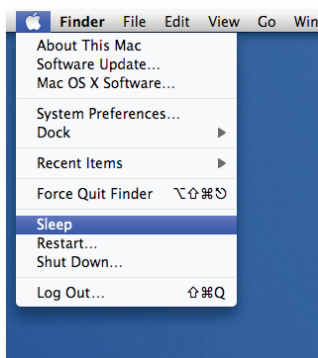 Finder File Edit View Go Win
About This Mac
Software Update...
Mac OS X Software...
System Preferences...
Dock
Recent Items
Force Quit Finder ⌥⇧⌘⎋
Sleep
Restart...
Shut Down...
Log Out... ⇧⌘Q